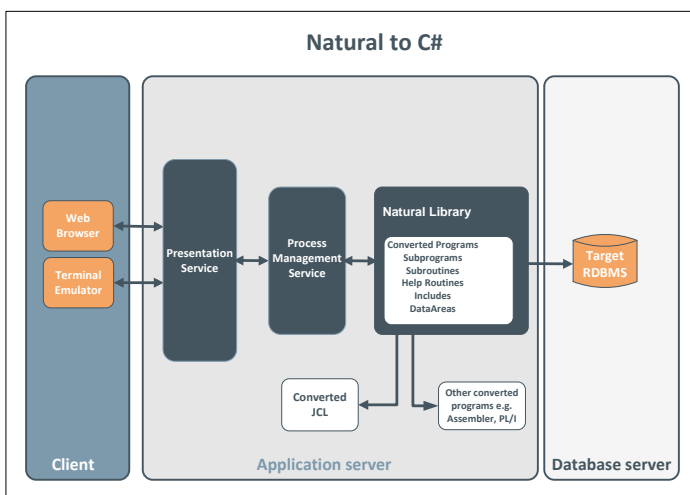 Natural to C#
Web
Browser
Terminal
Emulator
Presentation
Service
Process
Management
Service
Natural Library
Converted Programs
Subprograms
Subroutines
Help Routines
Includes
DataAreas
Target
RDBMS
Converted
JCL
Other converted
programs e.g.
Assembler, PL/I
Client
Application server
Database server